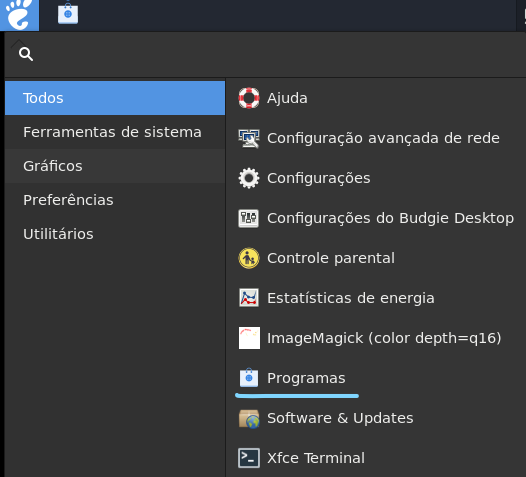 Todos
Ferramentas de sistema
Gráficos
Preferências
Utilitários
Ajuda
Configuração avançada de rede
Configurações
Configurações do Budgie Desktop
Controle parental
Estatísticas de energia
ImageMagick (color depth=q16)
Programas
Software & Updates
Xfce Terminal